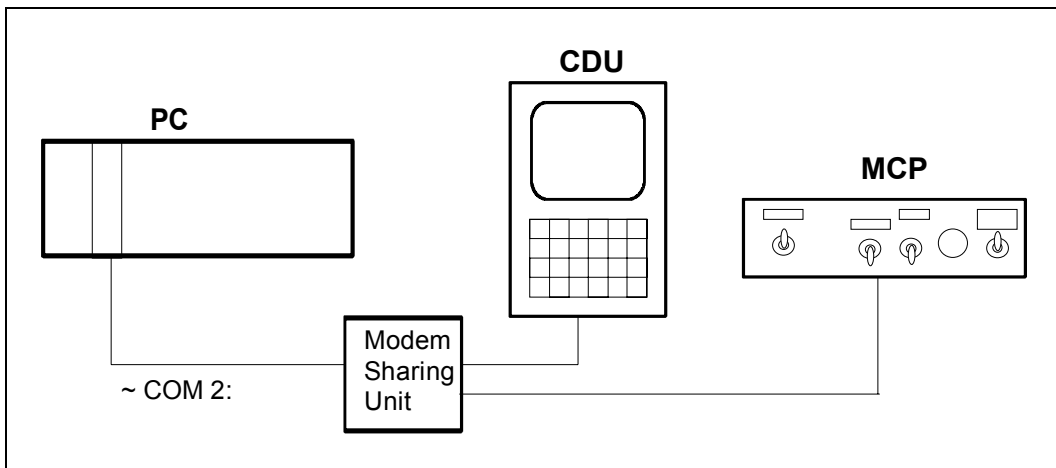 CDU
PC
MCP
Modem
Sharing
Unit
~ COM 2: